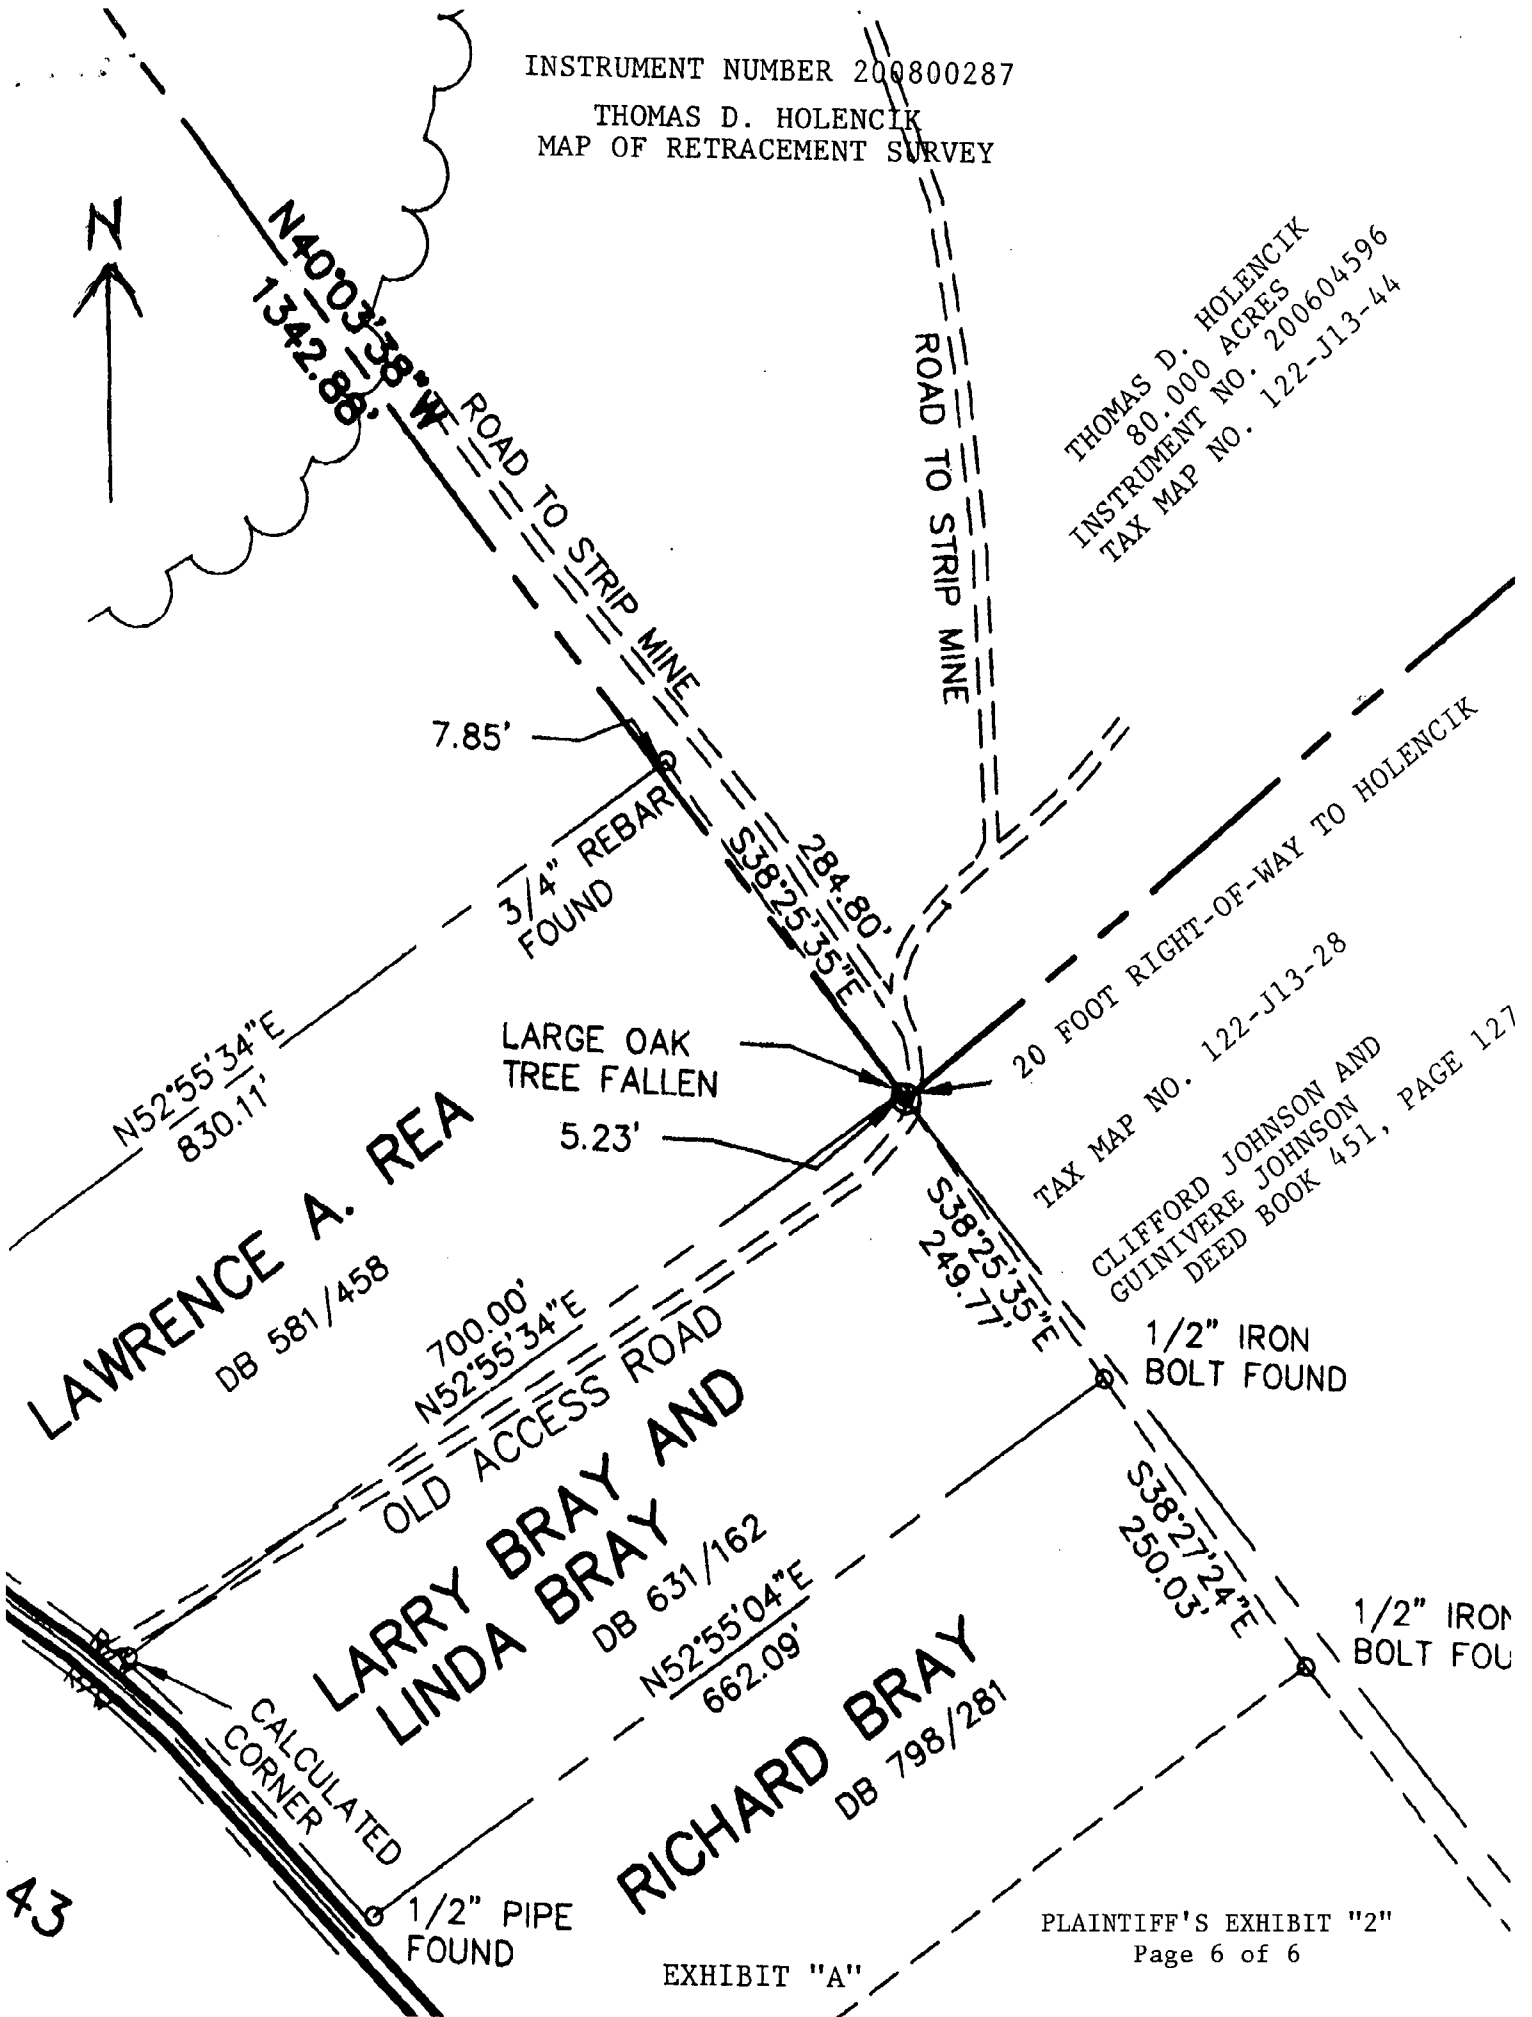 INSTRUMENT NUMBER 200800287
THOMAS D. HOLENCIK
MAP OF RETRACEMENT SURVEY
N
N40°03'38"W
1342.88'
ROAD TO STRIP MINE
ROAD TO STRIP MINE
THOMAS D. HOLENCIK
80.000 ACRES
INSTRUMENT NO. 200604596
TAX MAP NO. 122-J13-44
7.85'
3/4" REBAR
FOUND
284.80'
S38°25'35"E
20 FOOT RIGHT-OF-WAY TO HOLENCIK
N52°55'34"E
830.11'
LARGE OAK
TREE FALLEN
5.23'
TAX MAP NO. 122-J13-28
CLIFFORD JOHNSON AND
GUINIVERE JOHNSON
DEED BOOK 451, PAGE 127
LAWRENCE A. REA
DB 581/458
S38°25'35"E
249.77'
700.00'
N52°55'34"E
OLD ACCESS ROAD
1/2" IRON
BOLT FOUND
LARRY BRAY AND
LINDA BRAY
DB 631/162
N52°55'04"E
662.09'
S38°27'24"E
250.03'
1/2" IRON
BOLT FOU
R/W
R/W
CALCULATED
CORNER
RICHARD BRAY
DB 798/281
43
1/2" PIPE
FOUND
PLAINTIFF'S EXHIBIT "2"
Page 6 of 6
EXHIBIT "A"